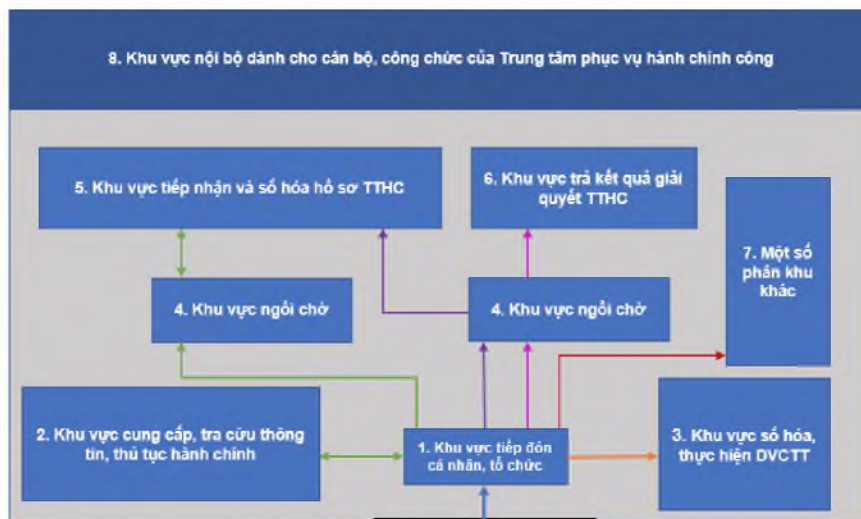 8. Khu vực nội bộ dành cho cán bộ, công chức của Trung tâm phục vụ hành chính công
5. Khu vực tiếp nhận và số hóa hồ sơ TTHC
6. Khu vực trả kết quả giải
quyết TTHC
7. Một số
phân khu
khác
4. Khu vực ngồi chờ
4. Khu vực ngồi chờ
2. Khu vực cung cấp, tra cứu thông
tin, thủ tục hành chính
1. Khu vực tiếp đón
cá nhân, tổ chức
3. Khu vực số hóa,
thực hiện DVCTT